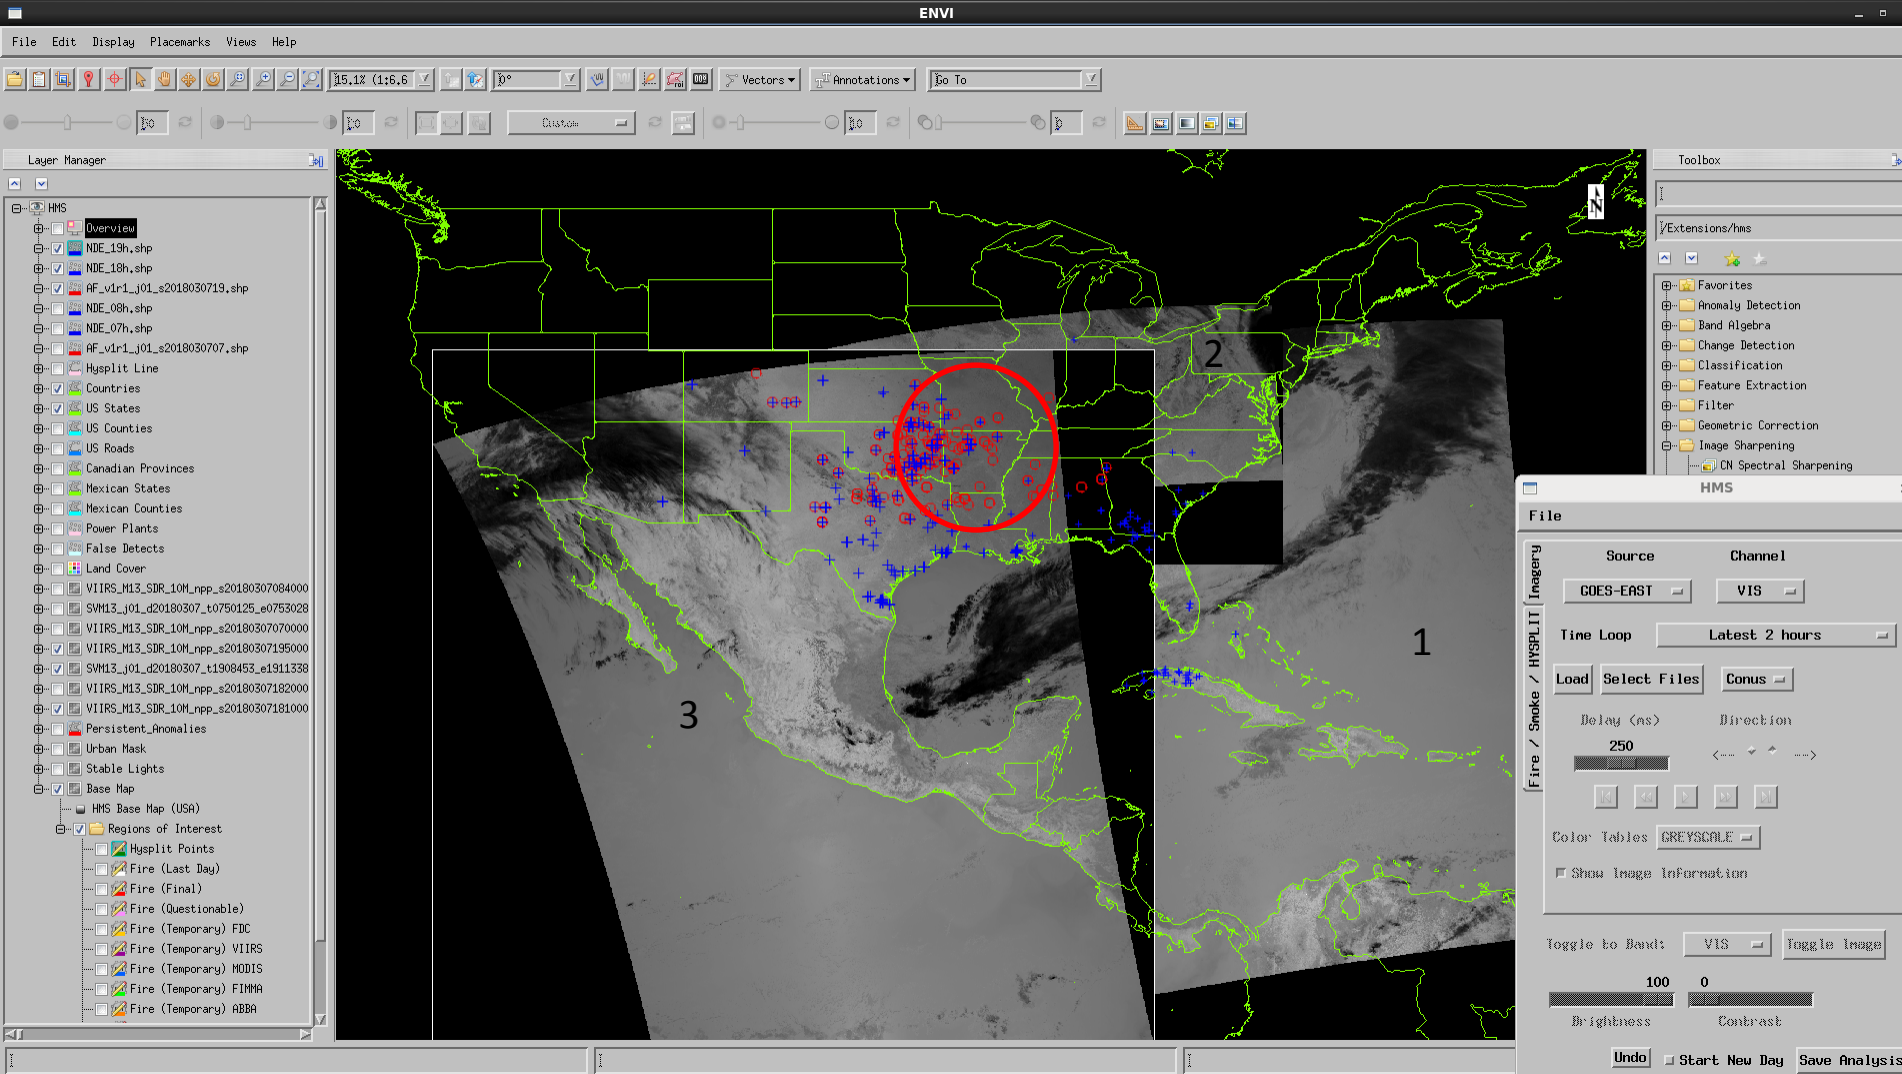 ENVI
File Edit Display Placemarks Views Help
15.1% (1:6.6 0° Vectors Annotations Go To
Custom
Layer Manager
HMS
Overview
NDE_19h.shp
NDE_18h.shp
AF_v1r1_j01_s2018030719.shp
NDE_08h.shp
NDE_07h.shp
AF_v1r1_j01_s2018030707.shp
Hysplit Line
Countries
US States
US Counties
US Roads
Canadian Provinces
Mexican States
Mexican Counties
Power Plants
False Detects
Land Cover
VIIRS_M13_SDR_10M_npp_s20180307084000
SVM13_j01_d20180307_t0750125_e0753028
VIIRS_M13_SDR_10M_npp_s20180307070000
VIIRS_M13_SDR_10M_npp_s20180307195000
SVM13_j01_d20180307_t1908453_e1911338
VIIRS_M13_SDR_10M_npp_s20180307182000
VIIRS_M13_SDR_10M_npp_s20180307181000
Persistent_Anomalies
Urban Mask
Stable Lights
Base Map
HMS Base Map (USA)
Regions of Interest
Hysplit Points
Fire (Last Day)
Fire (Final)
Fire (Questionable)
Fire (Temporary) FDC
Fire (Temporary) VIIRS
Fire (Temporary) MODIS
Fire (Temporary) FIMMA
Fire (Temporary) ABBA
N
2
1
3
Toolbox
/Extensions/hms
Favorites
Anomaly Detection
Band Algebra
Change Detection
Classification
Feature Extraction
Filter
Geometric Correction
Image Sharpening
CN Spectral Sharpening
HMS
File
Imagery
Fire / Smoke / HYSPLIT
Source Channel
GOES-EAST VIS
Time Loop Latest 2 hours
Load Select Files Conus
Delay (ms) Direction
250
Color Tables GREYSCALE
Show Image Information
Toggle to Band: VIS Toggle Image
100 0
Brightness Contrast
Undo Start New Day Save Analysis